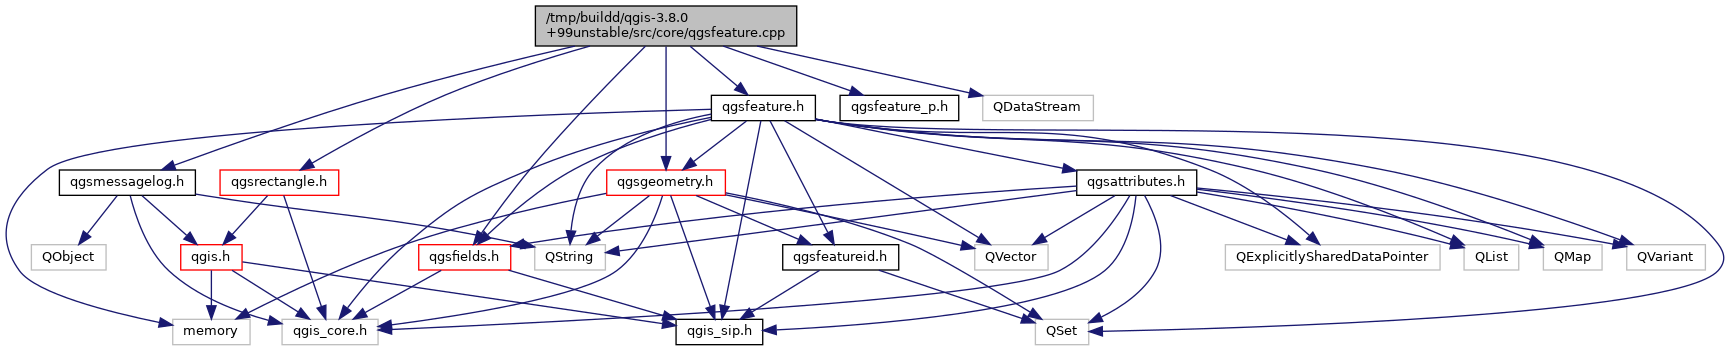 /tmp/buildd/qgis-3.8.0
+99unstable/src/core/qgsfeature.cpp
qgsfeature.h
qgsfeature_p.h
QDataStream
qgsmessagelog.h
qgsrectangle.h
qgsgeometry.h
qgsattributes.h
QObject
qgis.h
qgsfields.h
QString
qgsfeatureid.h
QVector
QExplicitlySharedDataPointer
QList
QMap
QVariant
memory
qgis_core.h
qgis_sip.h
QSet